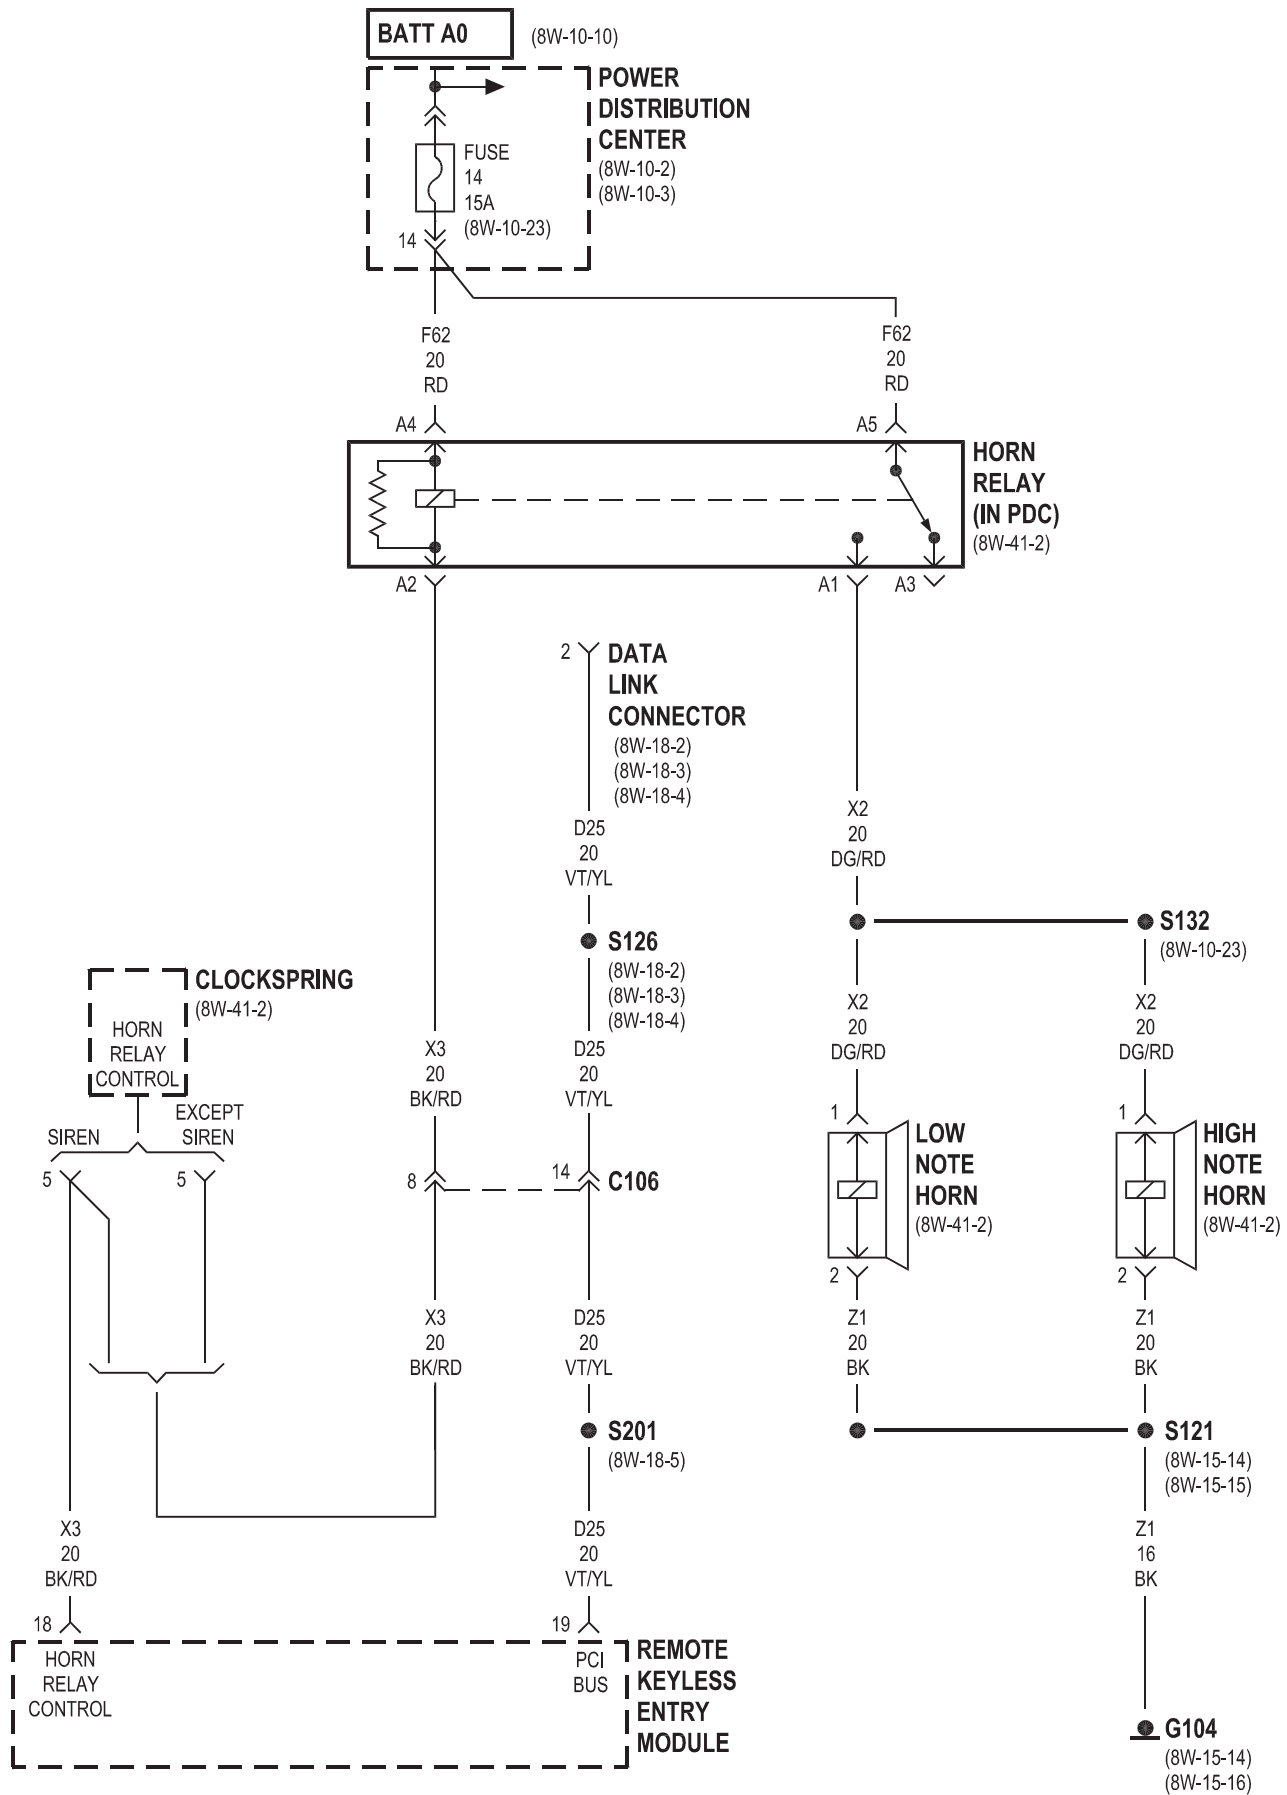 BATT A0
(8W-10-10)
POWER
DISTRIBUTION
CENTER
(8W-10-2)
(8W-10-3)
FUSE
14
15A
(8W-10-23)
14
F62
20
RD
F62
20
RD
A4
A5
HORN
RELAY
(IN PDC)
(8W-41-2)
A2
A1
A3
2
DATA
LINK
CONNECTOR
(8W-18-2)
(8W-18-3)
(8W-18-4)
D25
20
VT/YL
X2
20
DG/RD
S126
(8W-18-2)
(8W-18-3)
(8W-18-4)
S132
(8W-10-23)
CLOCKSPRING
(8W-41-2)
HORN
RELAY
CONTROL
X3
20
BK/RD
D25
20
VT/YL
X2
20
DG/RD
X2
20
DG/RD
SIREN
EXCEPT
SIREN
5
5
8
14
C106
1
LOW
NOTE
HORN
(8W-41-2)
2
1
HIGH
NOTE
HORN
(8W-41-2)
2
X3
20
BK/RD
D25
20
VT/YL
Z1
20
BK
Z1
20
BK
S201
(8W-18-5)
S121
(8W-15-14)
(8W-15-15)
X3
20
BK/RD
D25
20
VT/YL
Z1
16
BK
18
19
HORN
RELAY
CONTROL
PCI
BUS
REMOTE
KEYLESS
ENTRY
MODULE
G104
(8W-15-14)
(8W-15-16)